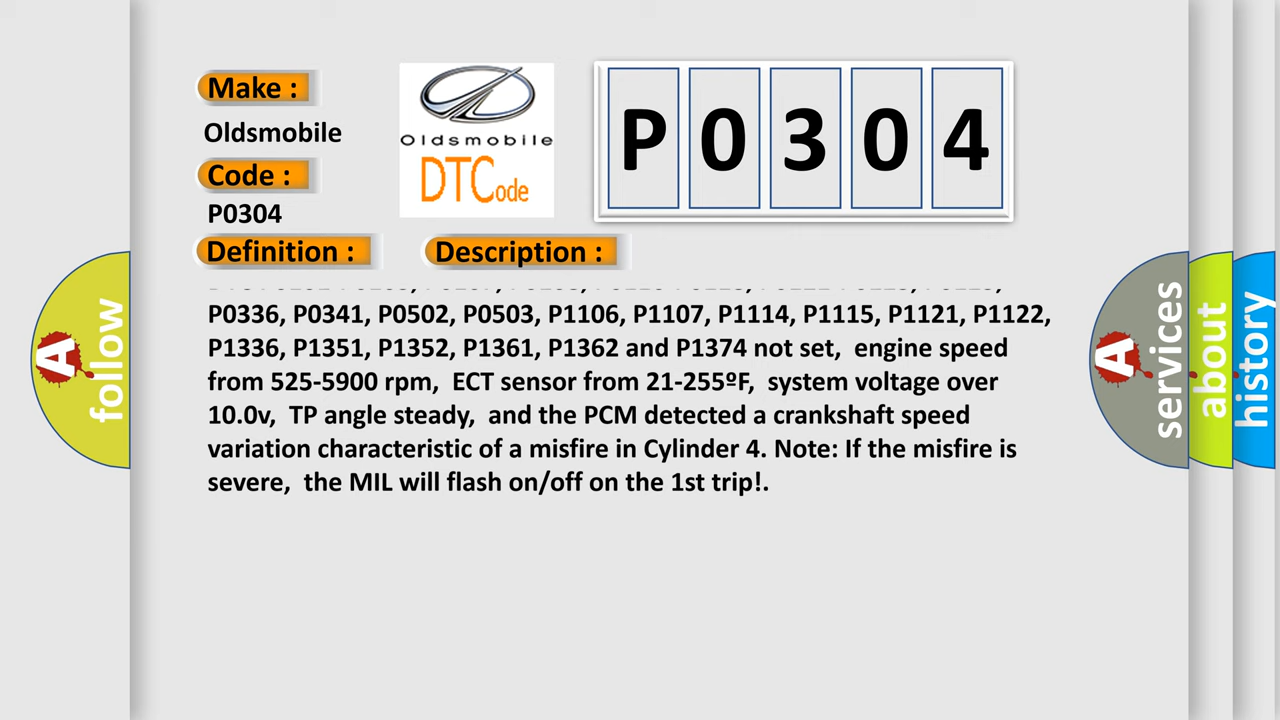 Make :
Oldsmobile
Code :
P0304
Oldsmobile
DTCode
P0304
Definition :
Description :
P0336, P0341, P0502, P0503, P1106, P1107, P1114, P1115, P1121, P1122,
P1336, P1351, P1352, P1361, P1362 and P1374 not set, engine speed
from 525-5900 rpm, ECT sensor from 21-255ºF, system voltage over
10.0v, TP angle steady, and the PCM detected a crankshaft speed
variation characteristic of a misfire in Cylinder 4 Note: If the misfire is
severe, the MIL will flash on/off on the 1st trip!.
A follow
A services
about
history